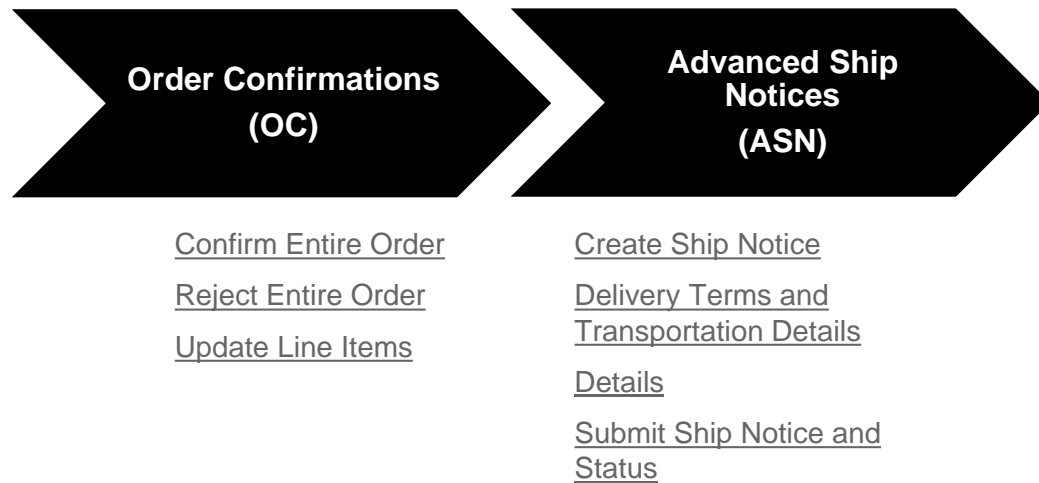 Order Confirmations
(OC)
Advanced Ship
Notices
(ASN)
Confirm Entire Order
Reject Entire Order
Update Line Items
Create Ship Notice
Delivery Terms and
Transportation Details
Details
Submit Ship Notice and
Status